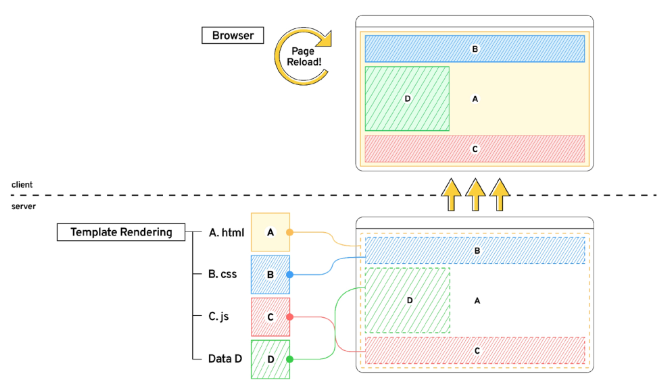 Browser
Page
Reload!
B
D
A
C
client
server
Template Rendering
A. html
A
B
B. css
B
D
A
C. js
C
C
Data D
D